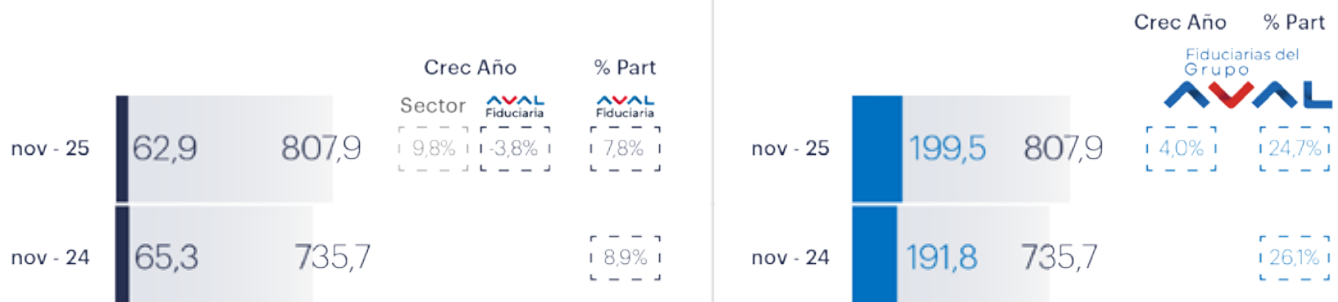 Crec Año % Part
Sector AVAL Fiduciaria AVAL Fiduciaria
nov - 25 62,9 807,9 9,8% -3,8% 7,8%
nov - 24 65,3 735,7 8,9%
Crec Año % Part
Fiduciarias del
Grupo
AVAL
nov - 25 199,5 807,9 4,0% 24,7%
nov - 24 191,8 735,7 26,1%